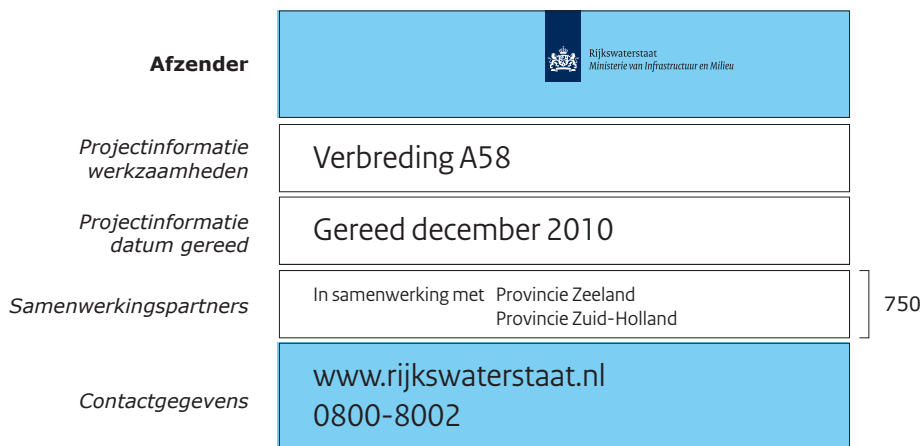 Afzender
Rijkswaterstaat
Ministerie van Infrastructuur en Milieu
Projectinformatie
werkzaamheden
Verbreding A58
Projectinformatie
datum gereed
Gereed december 2010
Samenwerkingspartners
In samenwerking met Provincie Zeeland
Provincie Zuid-Holland
750
Contactgegevens
www.rijkswaterstaat.nl
0800-8002